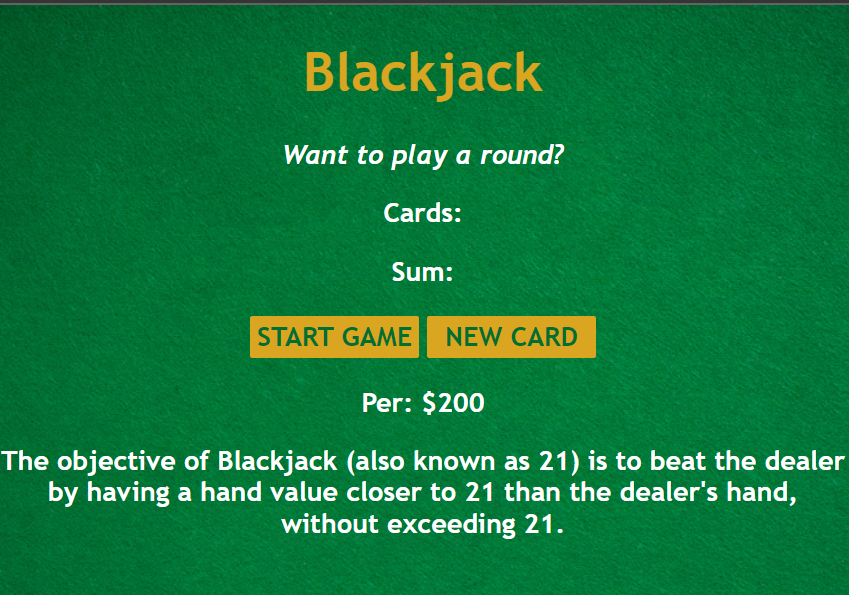 Blackjack
Want to play a round?
Cards:
Sum:
START GAME
NEW CARD
Per: $200
The objective of Blackjack (also known as 21) is to beat the dealer
by having a hand value closer to 21 than the dealer's hand,
without exceeding 21.